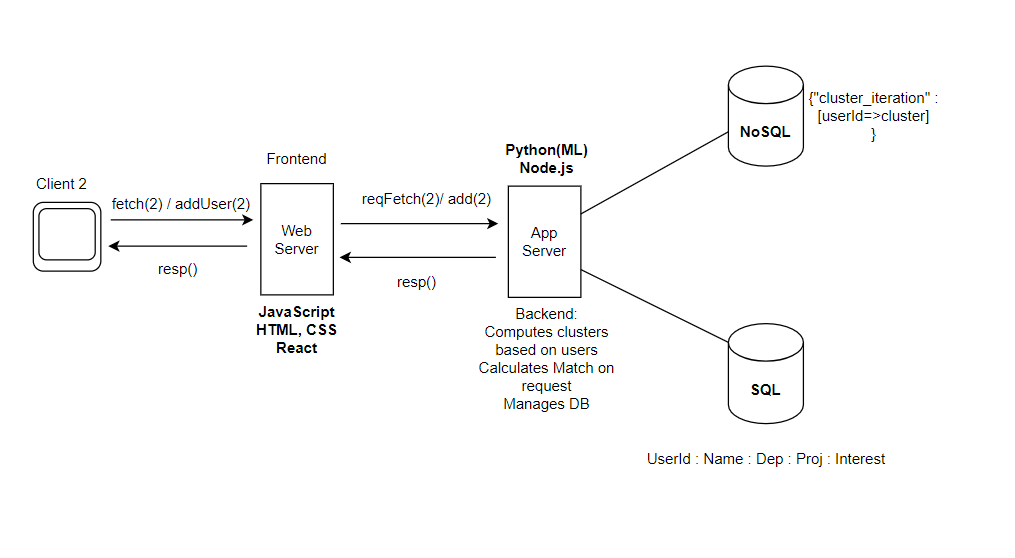 Client 2
fetch(2) / addUser(2)
resp()
Frontend
Web
Server
JavaScript
HTML, CSS
React
reqFetch(2)/ add(2)
resp()
Python(ML)
Node.js
App
Server
Backend:
Computes clusters
based on users
Calculates Match on
request
Manages DB
NoSQL
{"cluster_iteration" :
[userId=>cluster]
}
SQL
UserId : Name : Dep : Proj : Interest